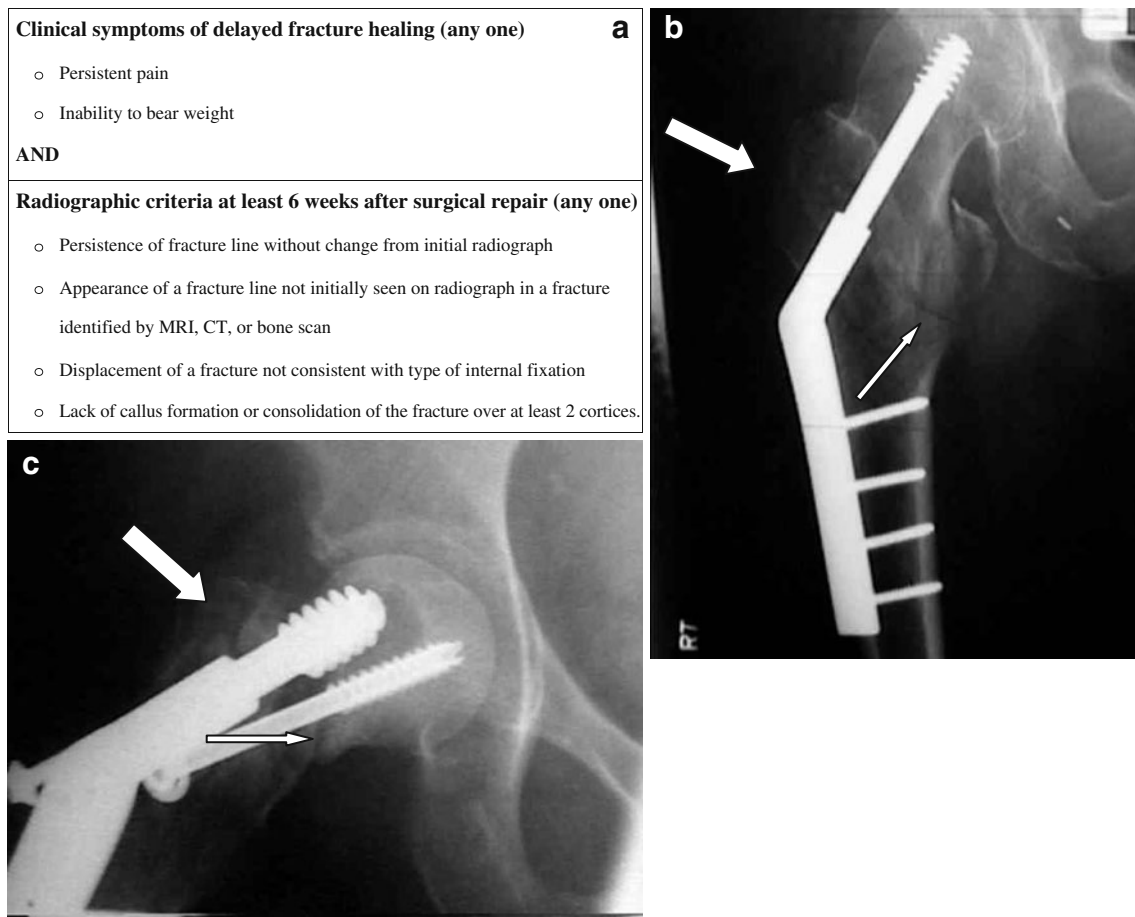 Clinical symptoms of delayed fracture healing (any one)
a
o Persistent pain
o Inability to bear weight
AND
Radiographic criteria at least 6 weeks after surgical repair (any one)
o Persistence of fracture line without change from initial radiograph
o Appearance of a fracture line not initially seen on radiograph in a fracture
identified by MRI, CT, or bone scan
o Displacement of a fracture not consistent with type of internal fixation
o Lack of callus formation or consolidation of the fracture over at least 2 cortices.
b
RT
c